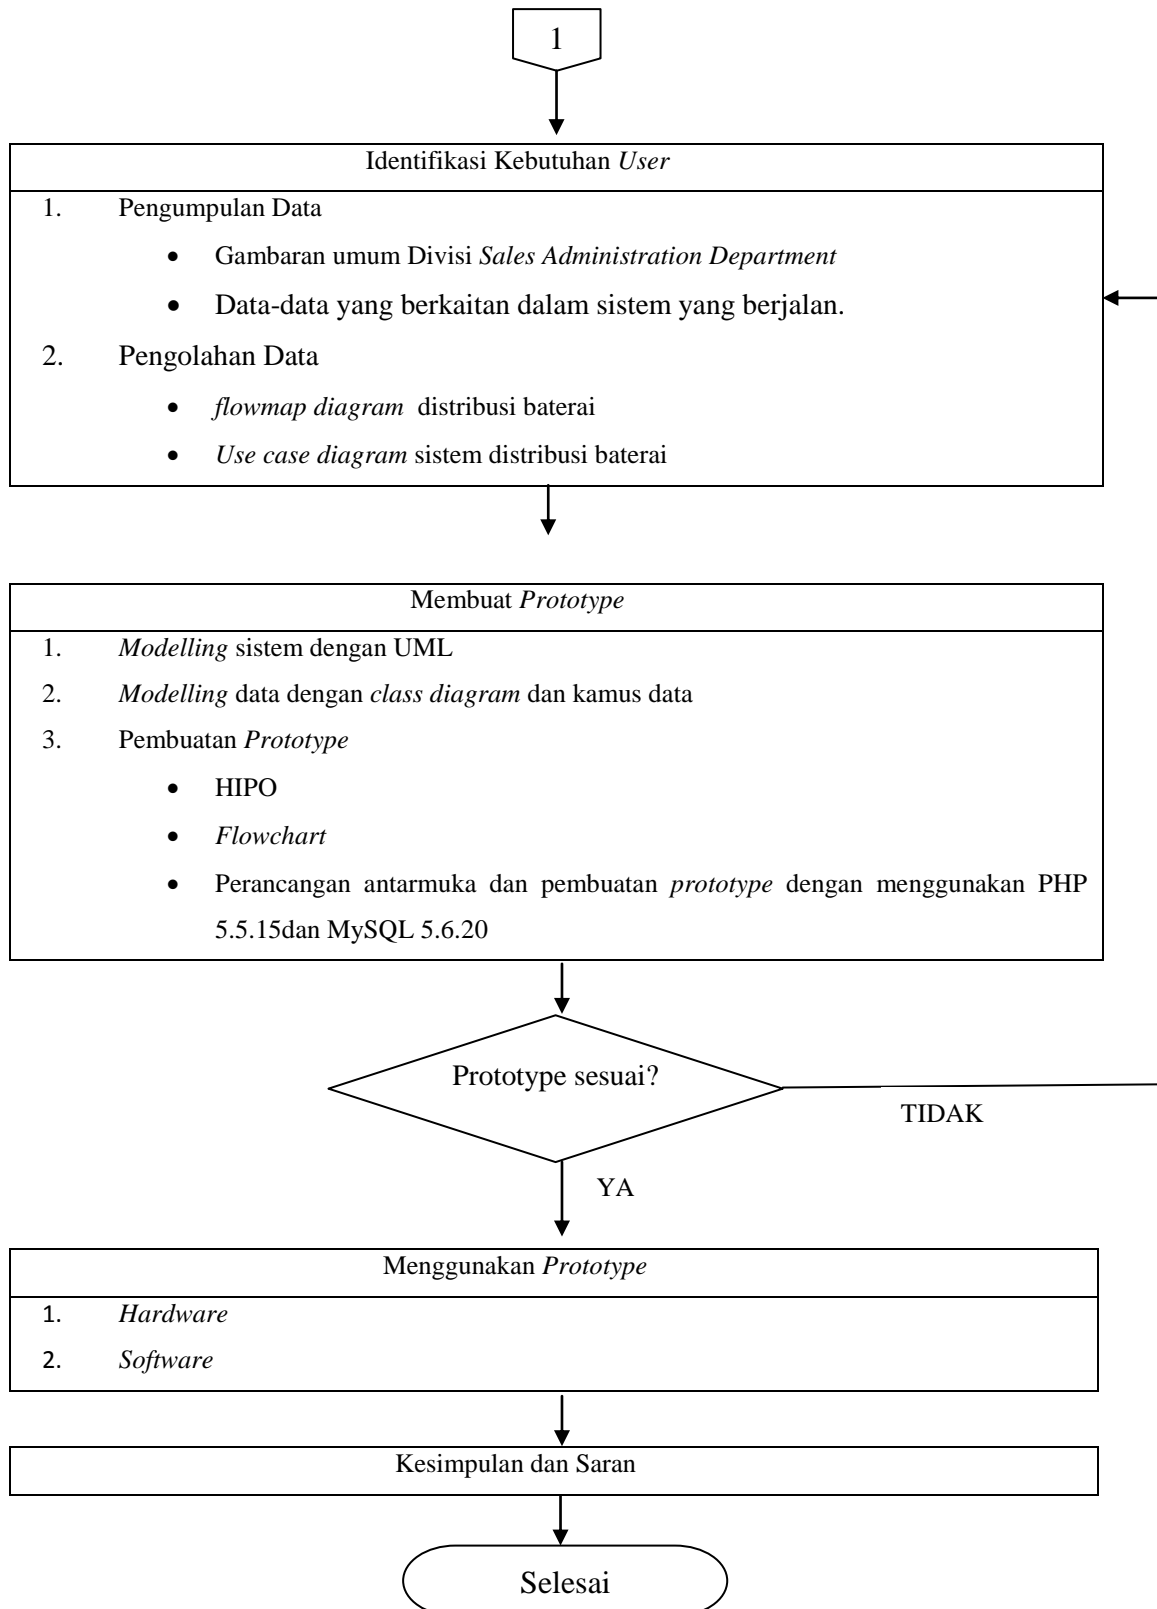 1
Identifikasi Kebutuhan User
1. Pengumpulan Data
• Gambaran umum Divisi Sales Administration Department
• Data-data yang berkaitan dalam sistem yang berjalan.
2. Pengolahan Data
• flowmap diagram distribusi baterai
• Use case diagram sistem distribusi baterai
Membuat Prototype
1. Modelling sistem dengan UML
2. Modelling data dengan class diagram dan kamus data
3. Pembuatan Prototype
• HIPO
• Flowchart
• Perancangan antarmuka dan pembuatan prototype dengan menggunakan PHP
5.5.15dan MySQL 5.6.20
Prototype sesuai?
TIDAK
YA
Menggunakan Prototype
1. Hardware
2. Software
Kesimpulan dan Saran
Selesai